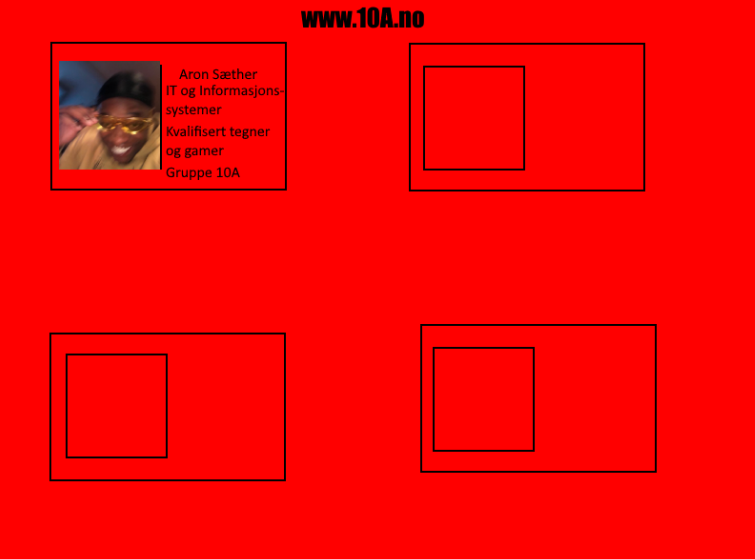 www.10A.no
Aron Sæther
IT og Informasjons-
systemer
Kvalifisert tegner
og gamer
Gruppe 10A